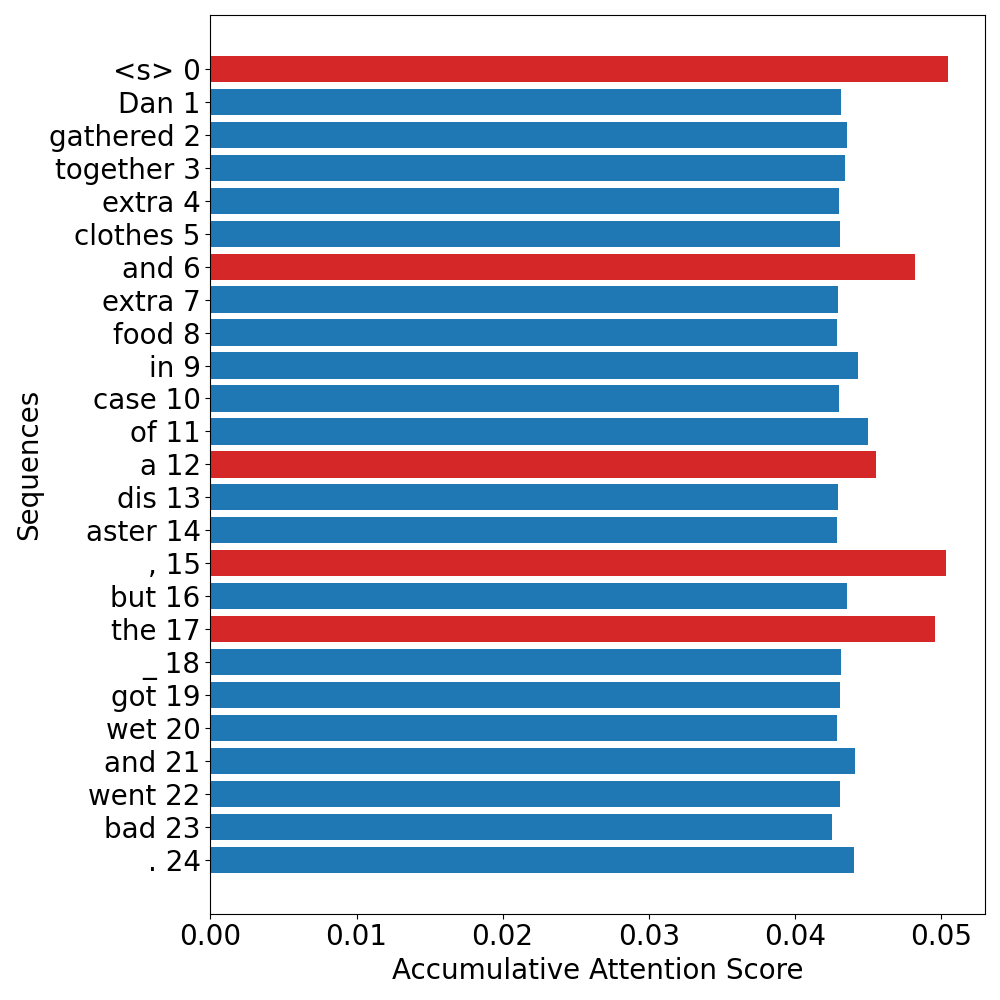 <s> 0
Dan 1
gathered 2
together 3
extra 4
clothes 5
and 6
extra 7
food 8
in 9
case 10
of 11
a 12
dis 13
aster 14
, 15
but 16
the 17
_ 18
got 19
wet 20
and 21
went 22
bad 23
. 24
Sequences
0.00 0.01 0.02 0.03 0.04 0.05
Accumulative Attention Score